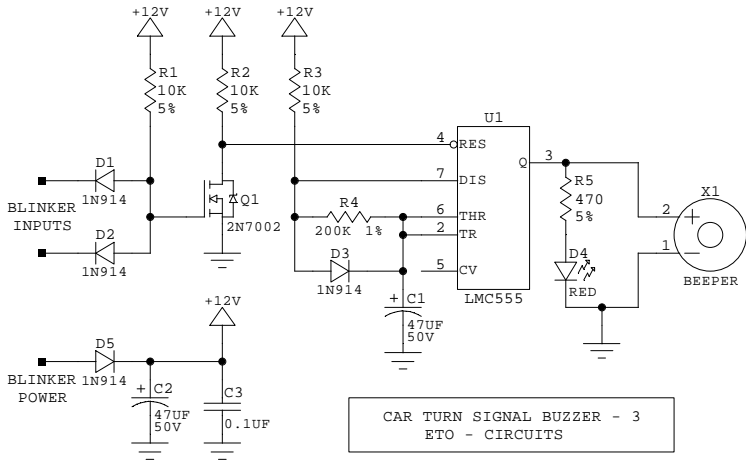 +12V +12V +12V
R1 R2 R3
10K 10K 10K
5% 5% 5%
U1
4 RES
Q 3
D1
1N914
7 DIS
R5
470
5%
X1
Q1
2N7002
R4
200K 1%
6 THR
2 TR
2 +
1 −
BLINKER
INPUTS
D2
1N914
D3
1N914
5 CV
LMC555
D4
RED
BEEPER
+12V
+ C1
47UF
50V
D5
1N914
BLINKER
POWER
+ C2
47UF
50V
C3
0.1UF
CAR TURN SIGNAL BUZZER - 3
ETO - CIRCUITS